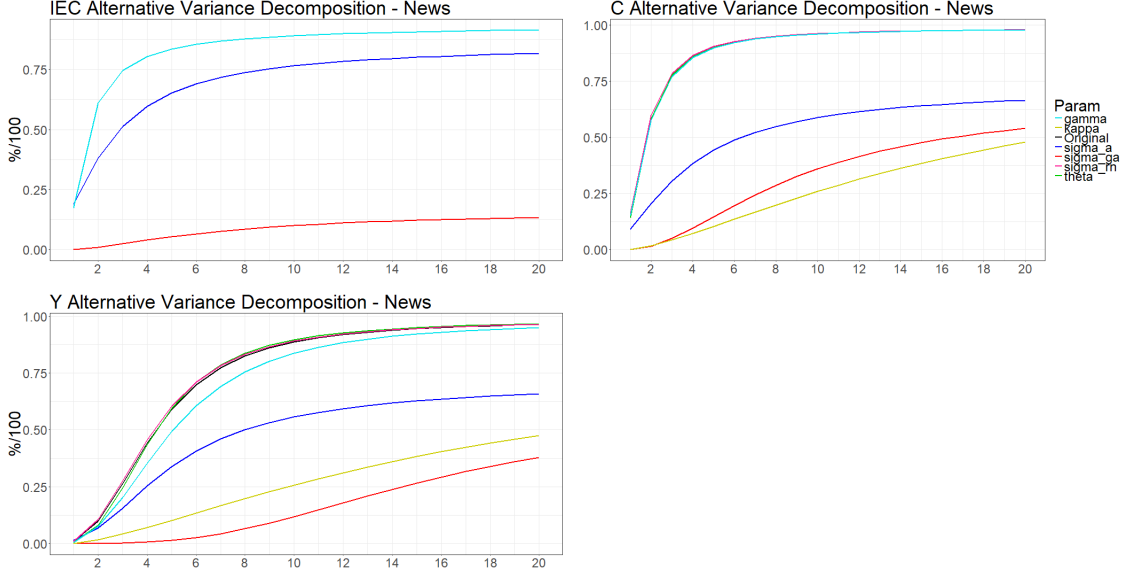 IEC Alternative Variance Decomposition - News
%/100
0.75
0.50
0.25
0.00
2 4 6 8 10 12 14 16 18 20
C Alternative Variance Decomposition - News
1.00
0.75
0.50
0.25
0.00
2 4 6 8 10 12 14 16 18 20
Param
gamma
kappa
Original
sigma_a
sigma_ga
sigma_rn
theta
Y Alternative Variance Decomposition - News
%/100
1.00
0.75
0.50
0.25
0.00
2 4 6 8 10 12 14 16 18 20